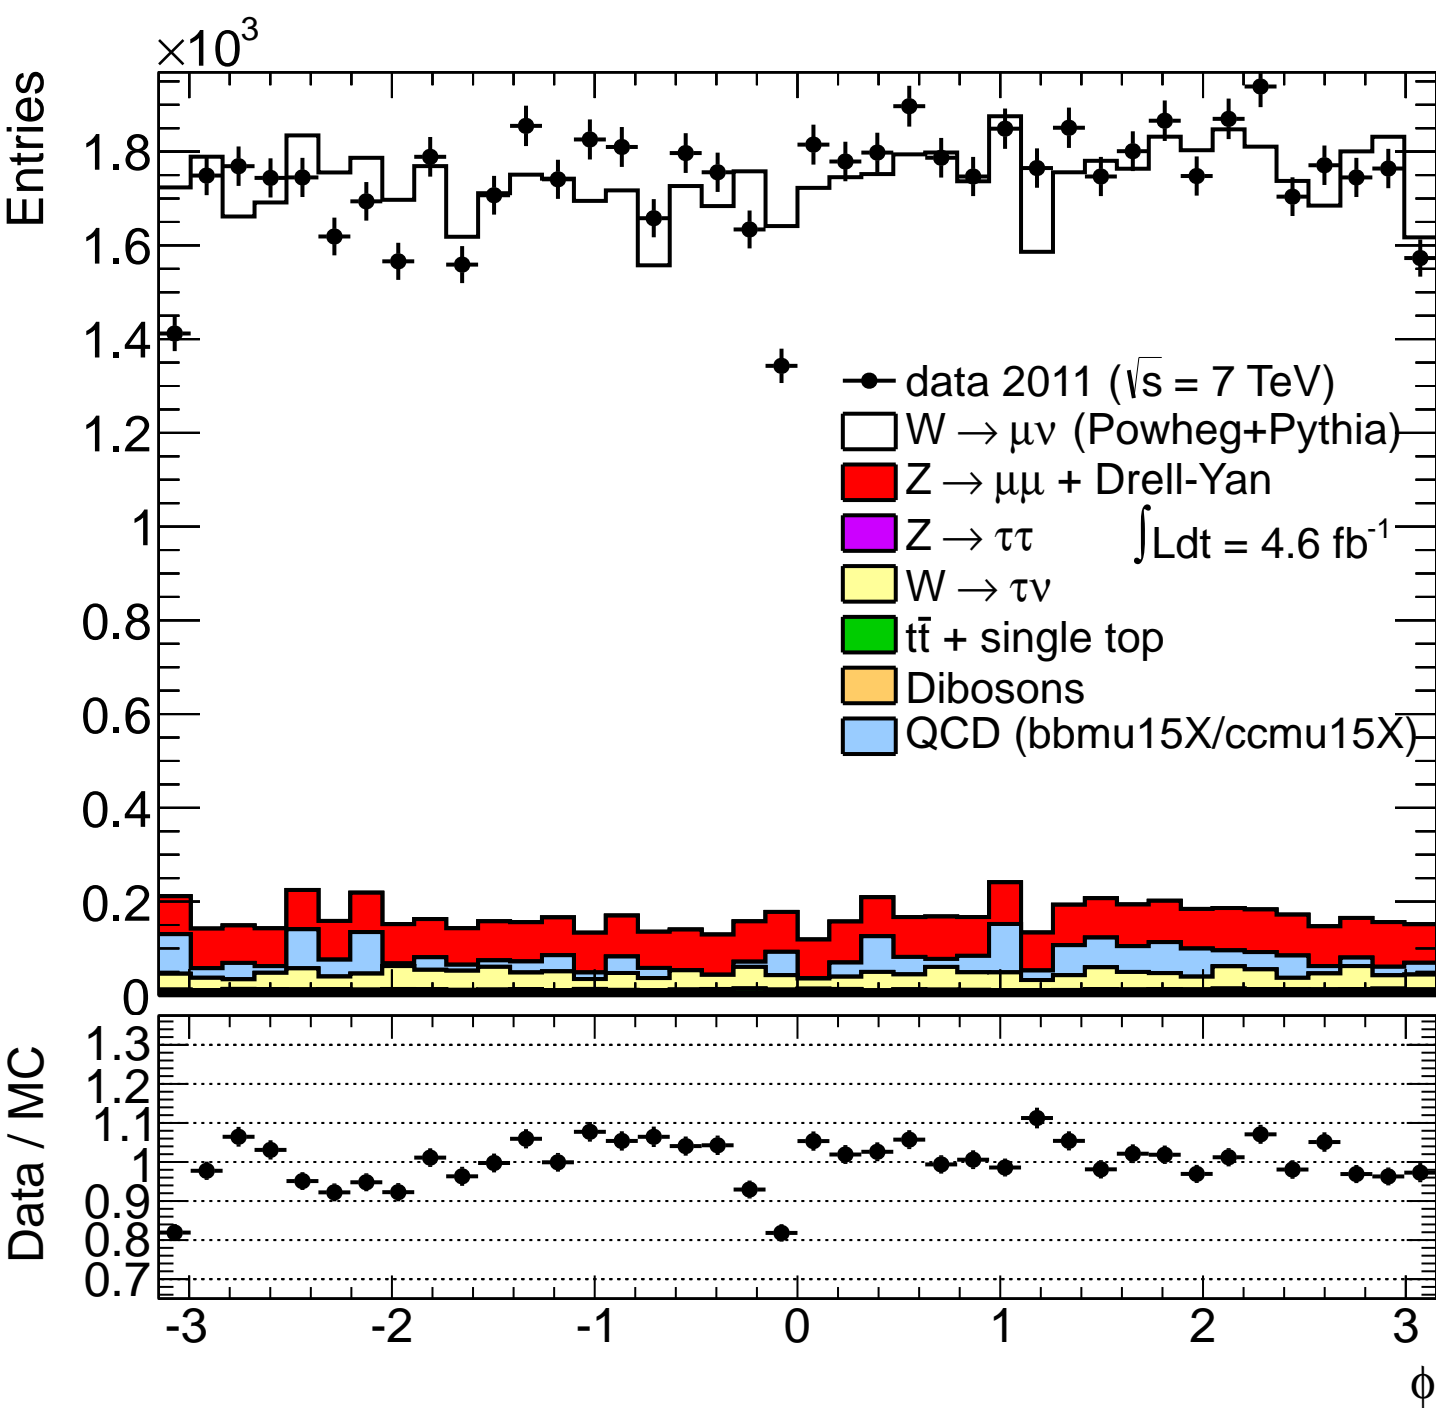 ×10³
Entries
1.8
1.6
1.4
1.2
1
0.8
0.6
0.4
0.2
0
data 2011 (√s = 7 TeV)
W → μν (Powheg+Pythia)
Z → μμ + Drell-Yan
Z → ττ
∫Ldt = 4.6 fb⁻¹
W → τν
tt̄ + single top
Dibosons
QCD (bbmu15X/ccmu15X)
Data / MC
1.3
1.2
1.1
1
0.9
0.8
0.7
-3 -2 -1 0 1 2 3
ϕ